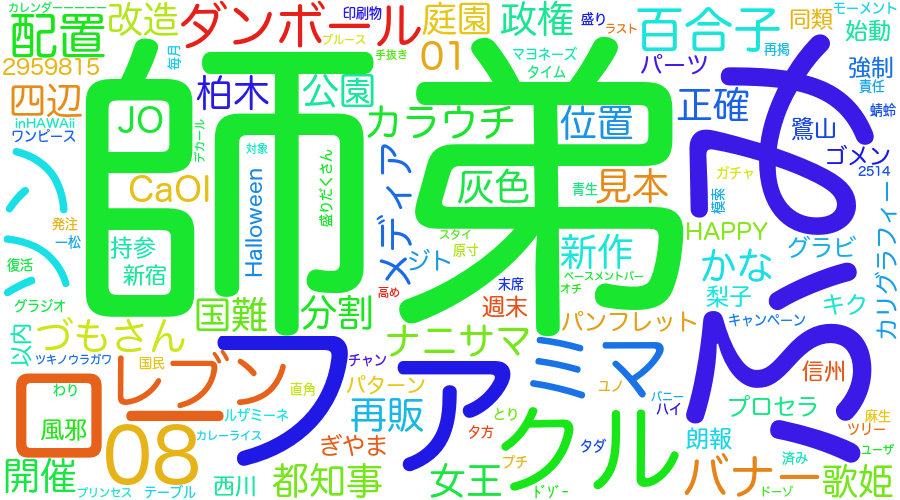 カレンダーーーーー
配置
改造
ダンボール
印刷物
ブルース
手抜き
庭園
01
政権
盛り
ラスト
マヨネーズ
タイム
百合子
再掲
モーメント
同類
始動
2959815
毎月
柏木
公園
パーツ
強制
責任
四辺
inHAWAii
ワンピース
JO
デカール
師弟
カラウチ
位置
正確
蜻蛉
鷺山
ゴメン
2514
対象
盛りだくさん
Halloween
メディア
CaOl
灰色
青生
見本
ガチャ
模索
発注
一松
復活
持参
新宿
ジト
スタイ
原寸
新作
HAPPY
かな
グラビ
カリグラフィー
グラジオ
国難
分割
高め
週末
末席
ベースメントバー
オチ
梨子
キク
キャンペーン
以内
づもさん
ツキノウラガワ
国民
チャン
ナニサマ
パンフレット
わり
ロ
レブン
ファ
ミマ
信州
直角
パターン
ユノ
バニー
ハイ
プロセラ
麻生
風邪
ルザミーネ
再販
とり
クル
朗報
ツリー
ユーザ
08
カレーライス
ぎやま
夕方
タダ
開催
プリンセス
テーブル
西川
都知事
女王
プチ
ドゾー
バナー
済み
ドーゾ
歌姫